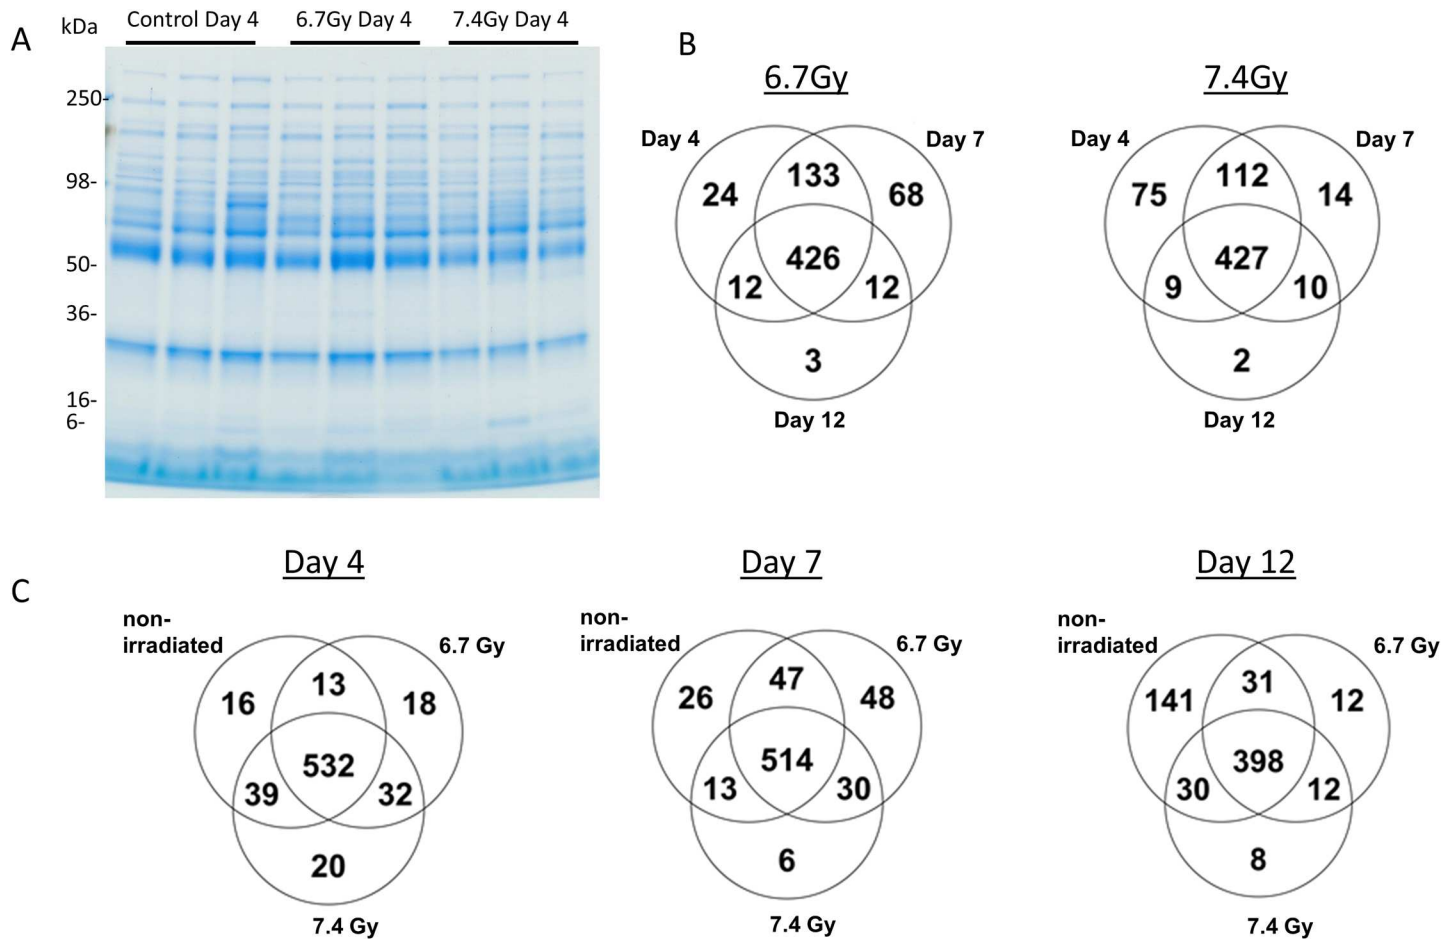 A
kDa
Control Day 4
6.7Gy Day 4
7.4Gy Day 4
250-
98-
50-
36-
16-
6-
B
6.7Gy
Day 4
Day 7
24
133
68
426
12
12
3
Day 12
7.4Gy
Day 4
Day 7
75
112
14
427
9
10
2
Day 12
C
Day 4
non-
irradiated
6.7 Gy
16
13
18
532
39
32
20
7.4 Gy
Day 7
non-
irradiated
6.7 Gy
26
47
48
514
13
30
6
7.4 Gy
Day 12
non-
irradiated
6.7 Gy
141
31
12
398
30
12
8
7.4 Gy